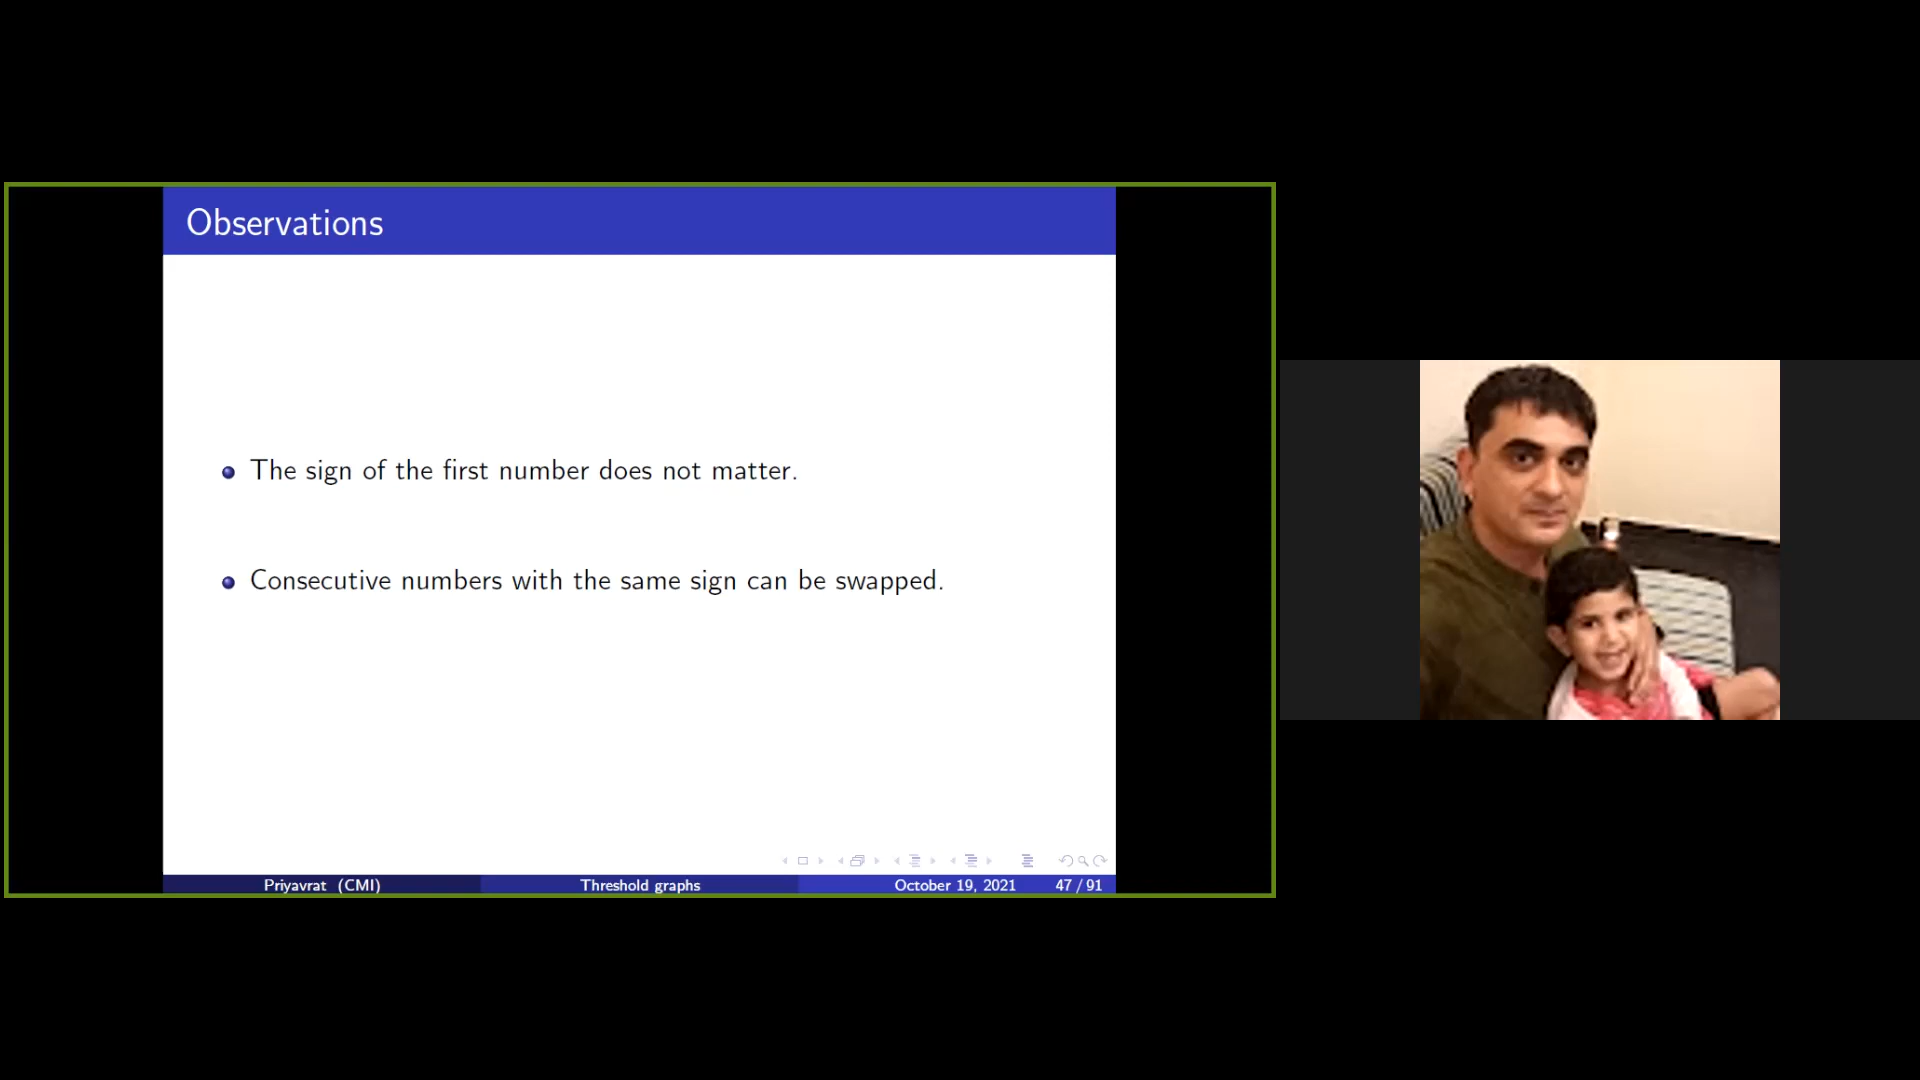 Observations
The sign of the first number does not matter.
Consecutive numbers with the same sign can be swapped.
Priyavrat (CMI) Threshold graphs October 19, 2021 47 / 91